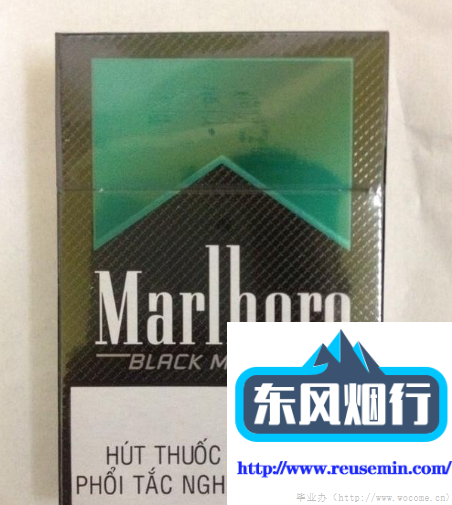 Marlboro
BLACK M
HÚT THUỐC
PHỔI TẮC NGH
东风烟行
http://www.reusemin.com/
毕业办（http://www.wocome.cn）